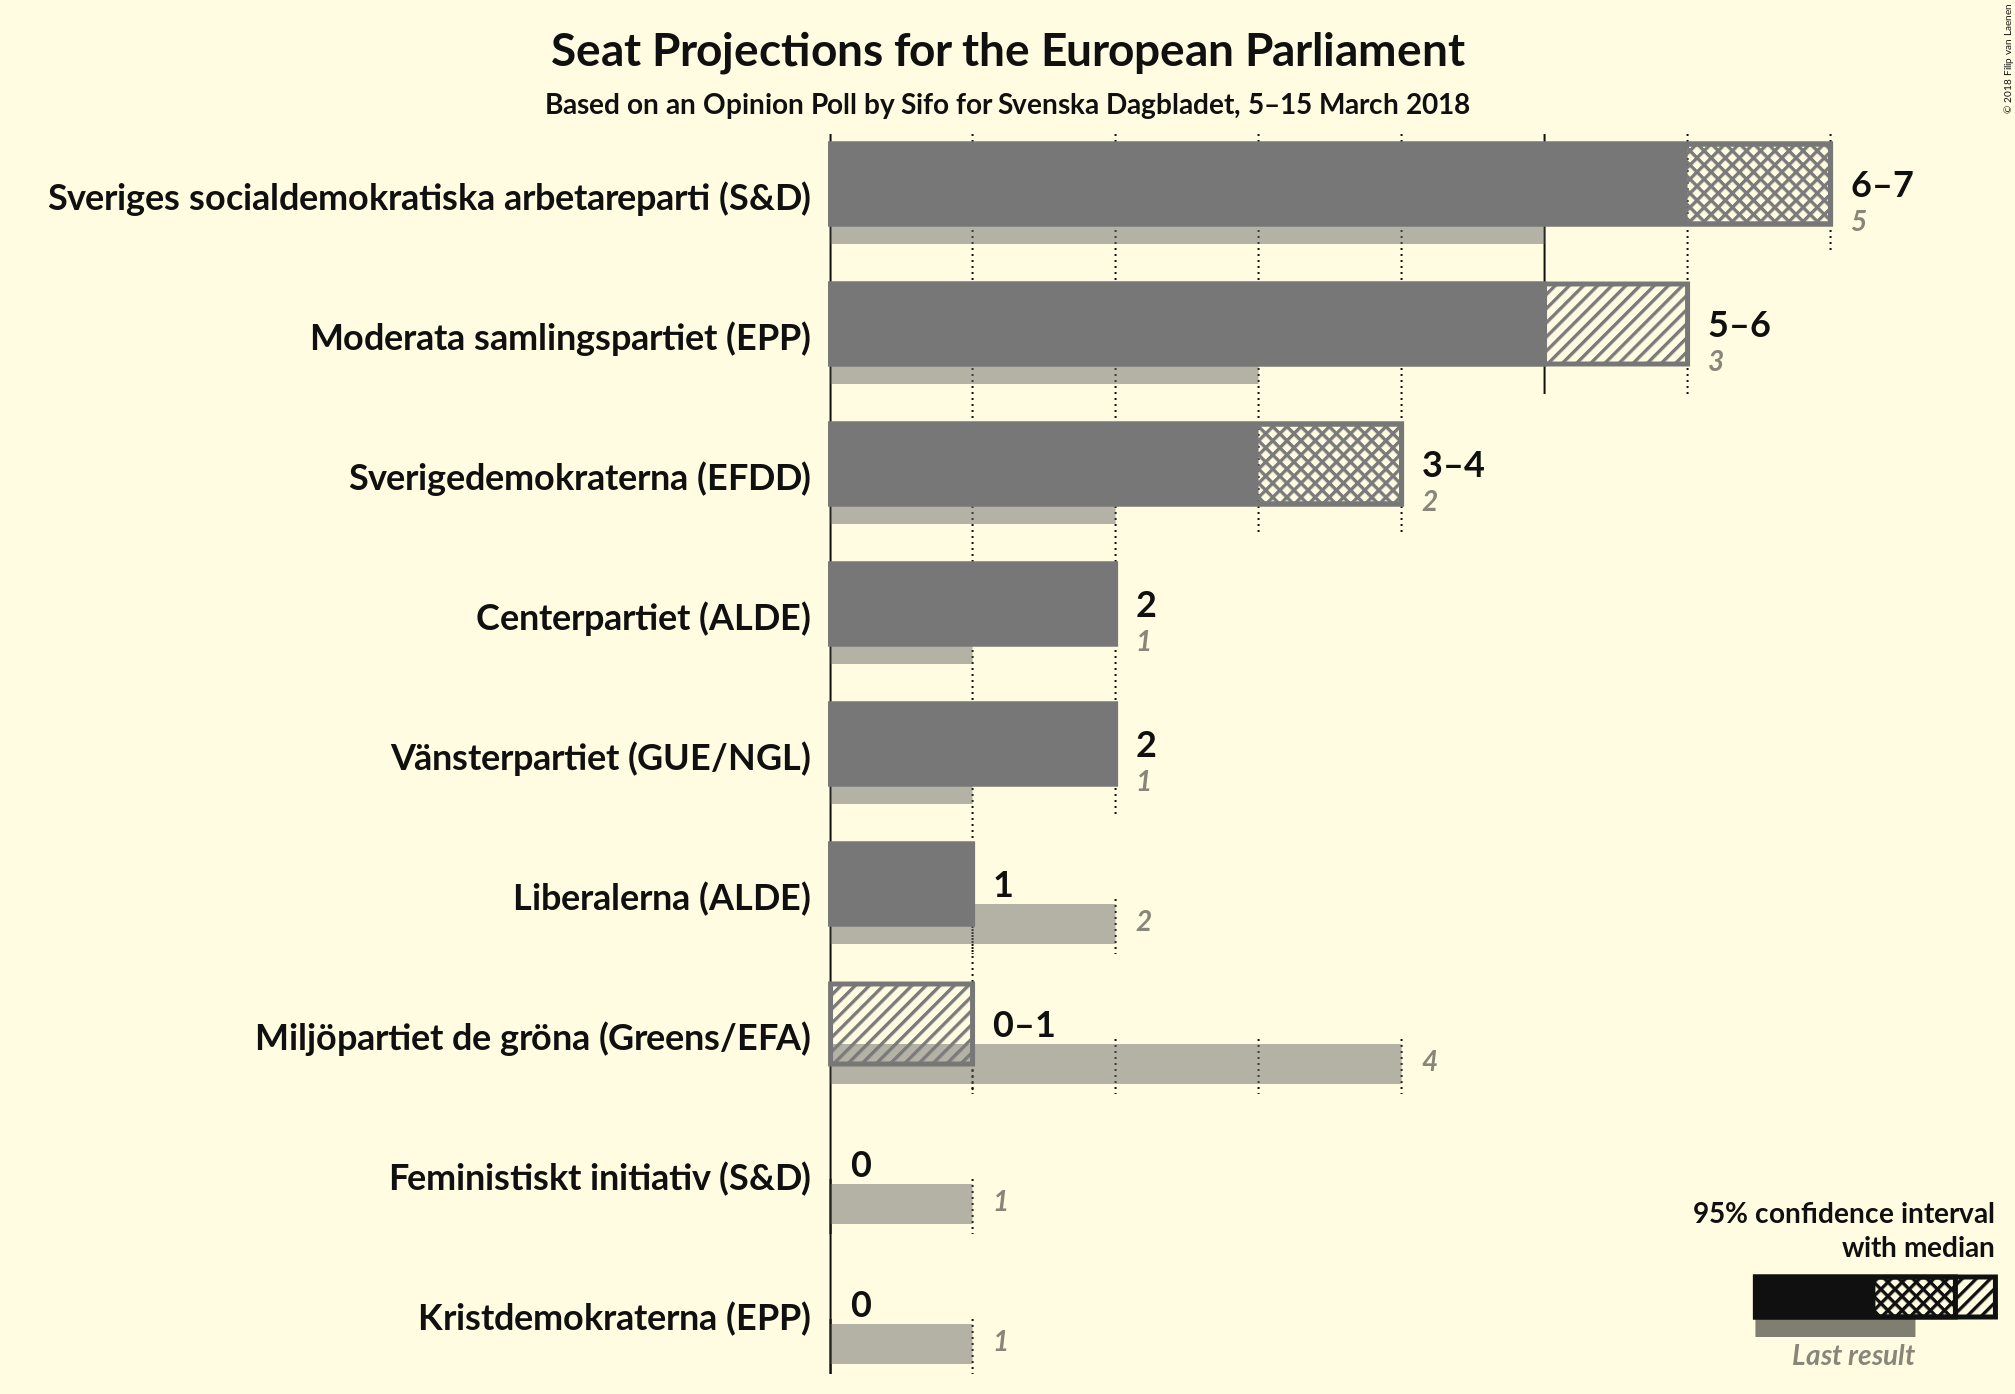 Seat Projections for the European Parliament
Based on an Opinion Poll by Sifo for Svenska Dagbladet, 5–15 March 2018
© 2018 Filip van Laenen
Sveriges socialdemokratiska arbetareparti (S&D)
6–7
5
Moderata samlingspartiet (EPP)
5–6
3
Sverigedemokraterna (EFDD)
3–4
2
Centerpartiet (ALDE)
2
1
Vänsterpartiet (GUE/NGL)
2
1
Liberalerna (ALDE)
1
2
Miljöpartiet de gröna (Greens/EFA)
0–1
4
Feministiskt initiativ (S&D)
0
1
Kristdemokraterna (EPP)
0
1
95% confidence interval
with median
Last result